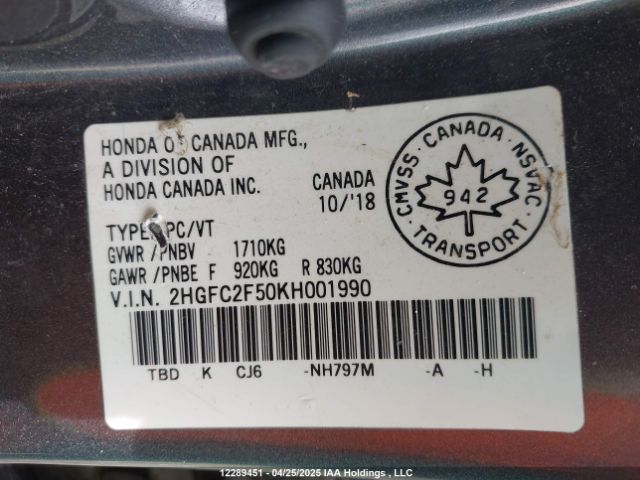 HONDA OF CANADA MFG.,
A DIVISION OF
HONDA CANADA INC.
CANADA
10/'18
CMVSS · CANADA · NSVAC
942
· TRANSPORT ·
TYPE: PC/VT
GVWR /PNBV 1710KG
GAWR /PNBE F 920KG R 830KG
V.I.N. 2HGFC2F50KH001990
TBD K CJ6 -NH797M -A -H
12289451 - 04/25/2025 IAA Holdings , LLC